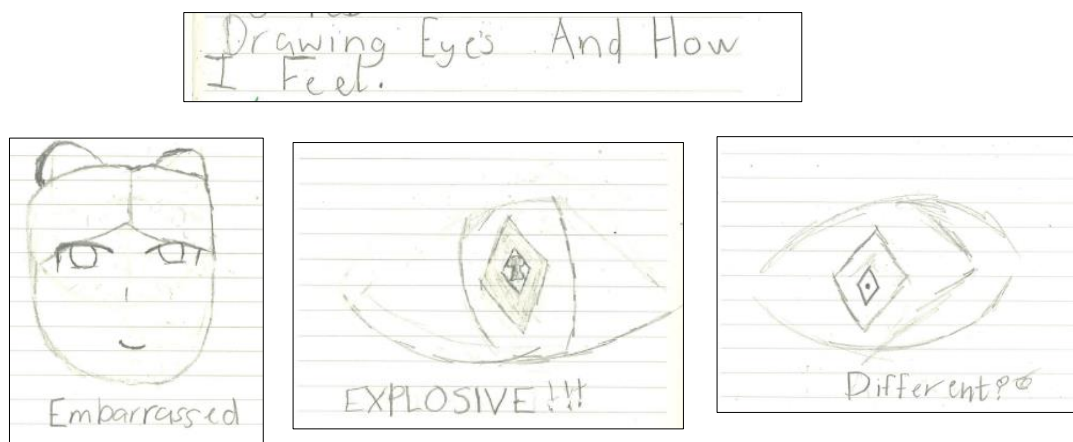 Drawing Eye's And How
I Feel.
Embarrassed
EXPLOSIVE !!!
Different??